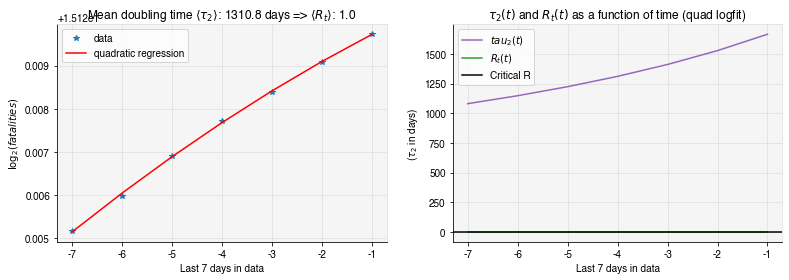 Mean doubling time ⟨τ₂⟩: 1310.8 days => ⟨Rₜ⟩: 1.0
+1.512e1
data
quadratic regression
0.009
0.008
0.007
0.006
0.005
log₂(fatalities)
-7 -6 -5 -4 -3 -2 -1
Last 7 days in data
τ₂(t) and Rₜ(t) as a function of time (quad logfit)
tau₂(t)
Rₜ(t)
Critical R
1750
1500
1250
1000
750
500
250
0
(τ₂ in days)
-7 -6 -5 -4 -3 -2 -1
Last 7 days in data